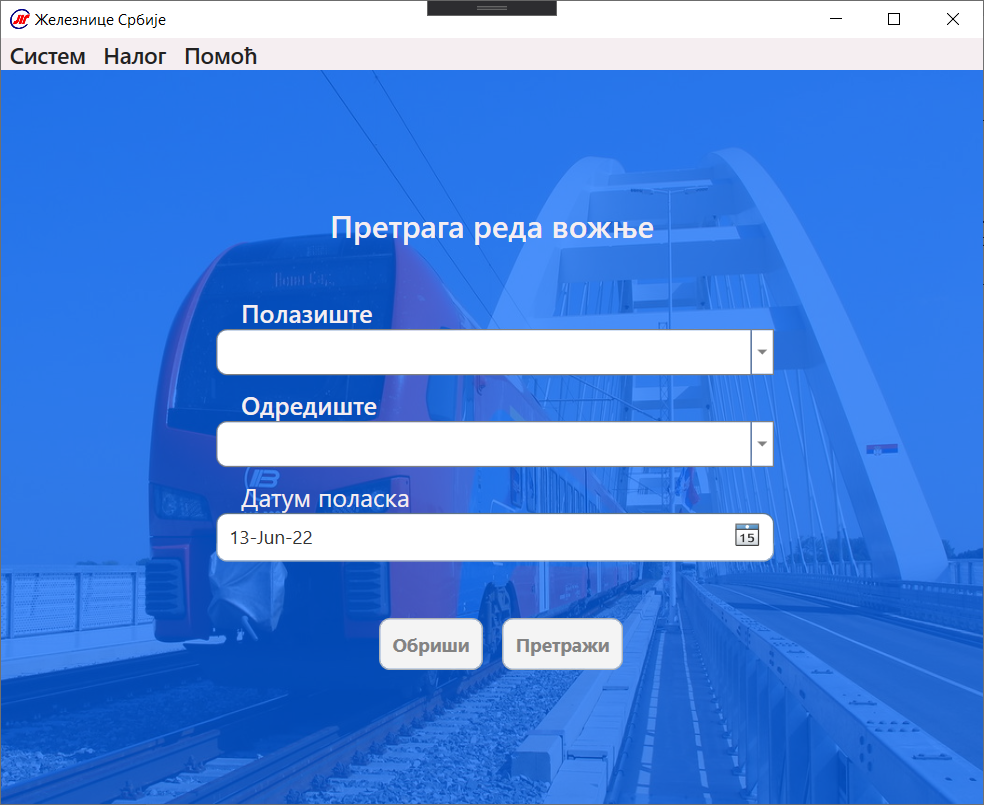 Железнице Србије
Систем Налог Помоћ
Претрага реда вожње
Полазиште
Одредиште
Датум поласка
13-Jun-22
15
Обриши Претражи